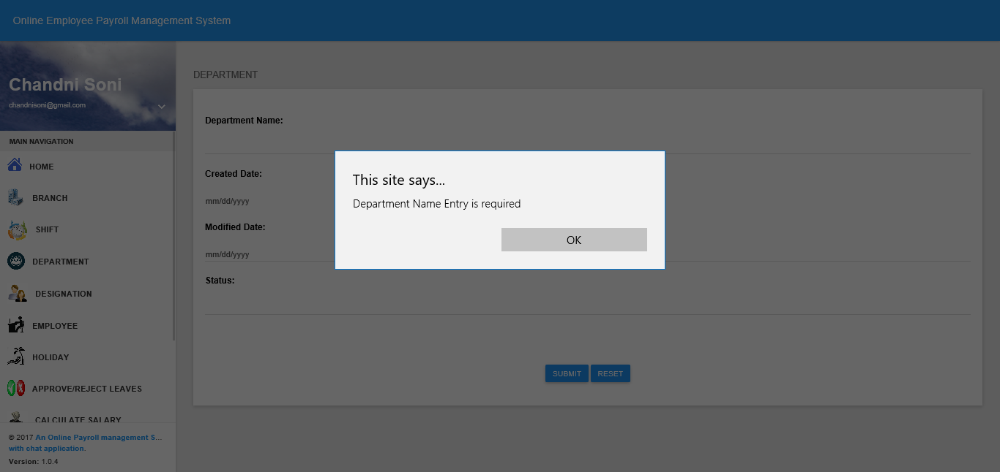 Online Employee Payroll Management System
Chandni Soni
chandnisoni@gmail.com
MAIN NAVIGATION
HOME
BRANCH
SHIFT
DEPARTMENT
DESIGNATION
EMPLOYEE
HOLIDAY
APPROVE/REJECT LEAVES
CALCULATE SALARY
© 2017 An Online Payroll management S...
with chat application.
Version: 1.0.4
DEPARTMENT
Department Name:
Created Date:
mm/dd/yyyy
Modified Date:
mm/dd/yyyy
Status:
SUBMIT RESET
This site says...
Department Name Entry is required
OK